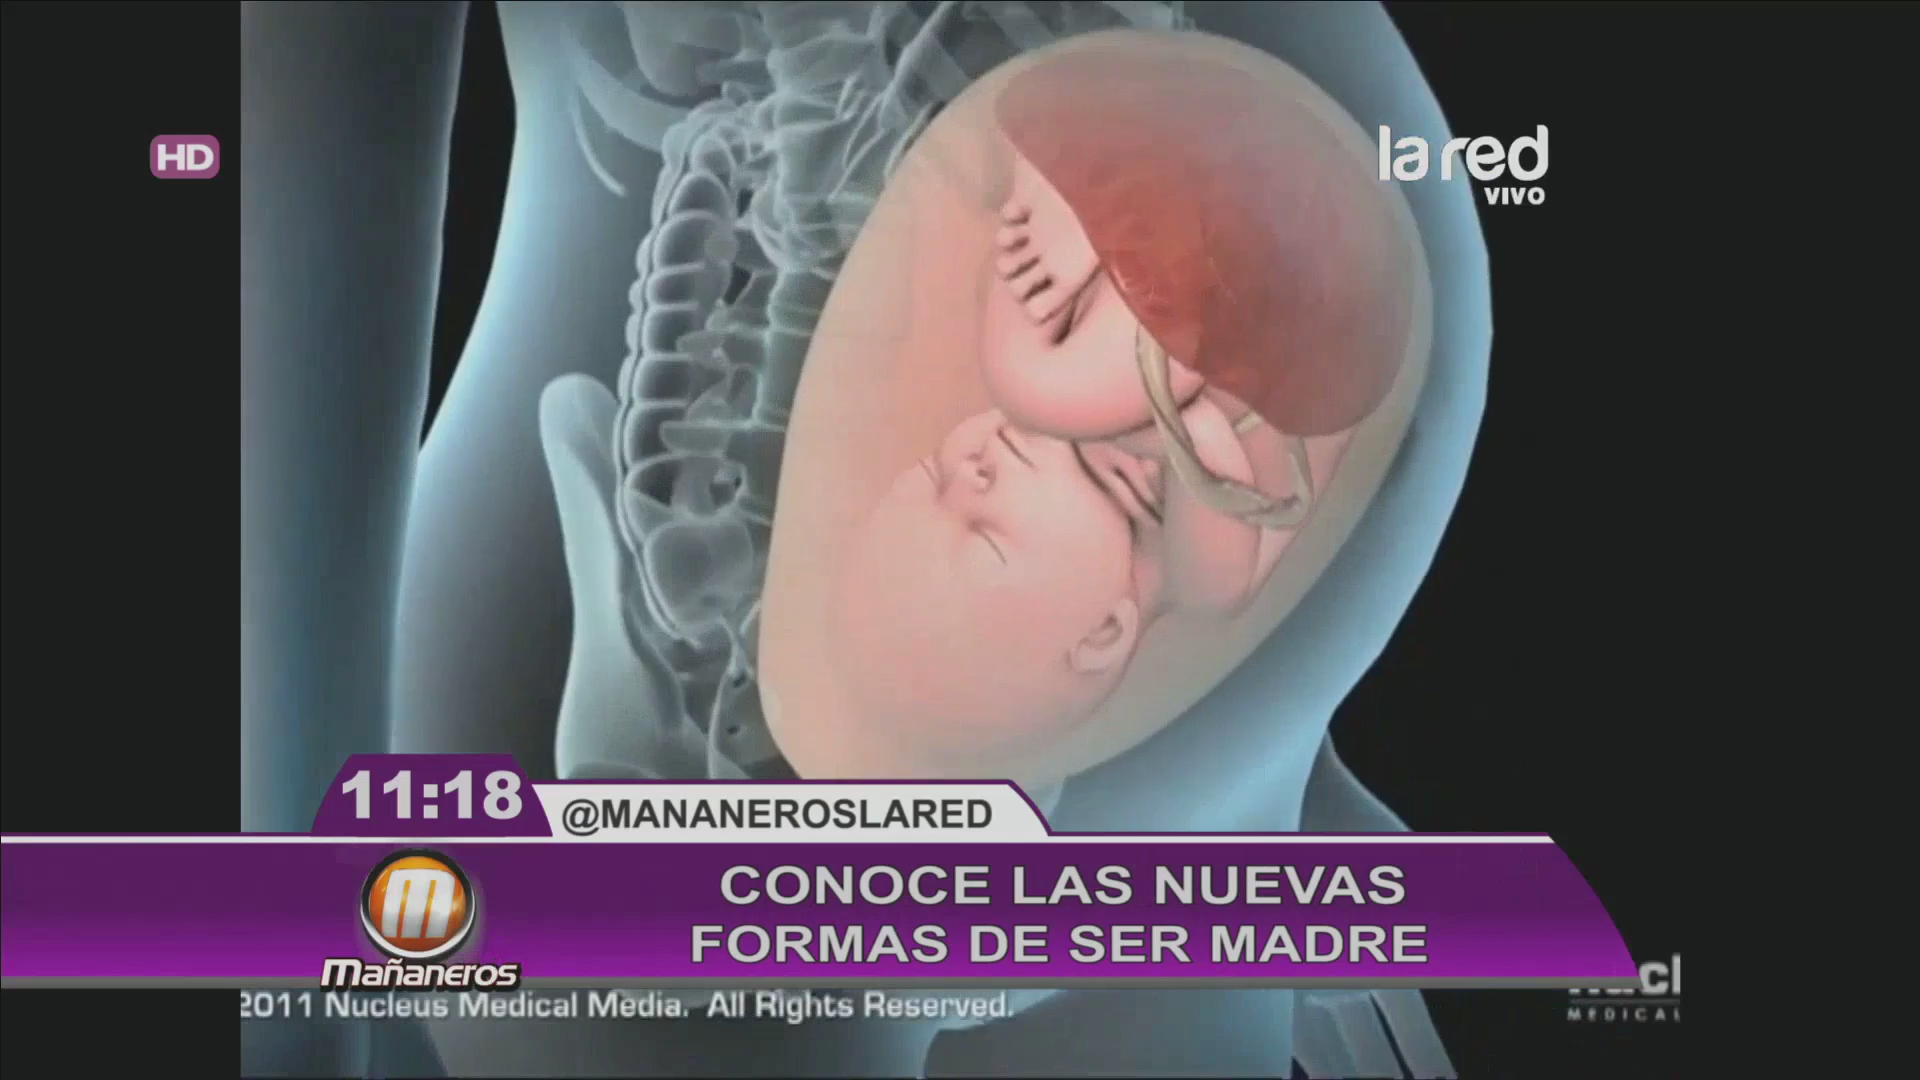 HD
la red
VIVO
11:18
@MANANEROSLARED
CONOCE LAS NUEVAS
FORMAS DE SER MADRE
Mañaneros
2011 Nucleus Medical Media. All Rights Reserved.
MEDICAL